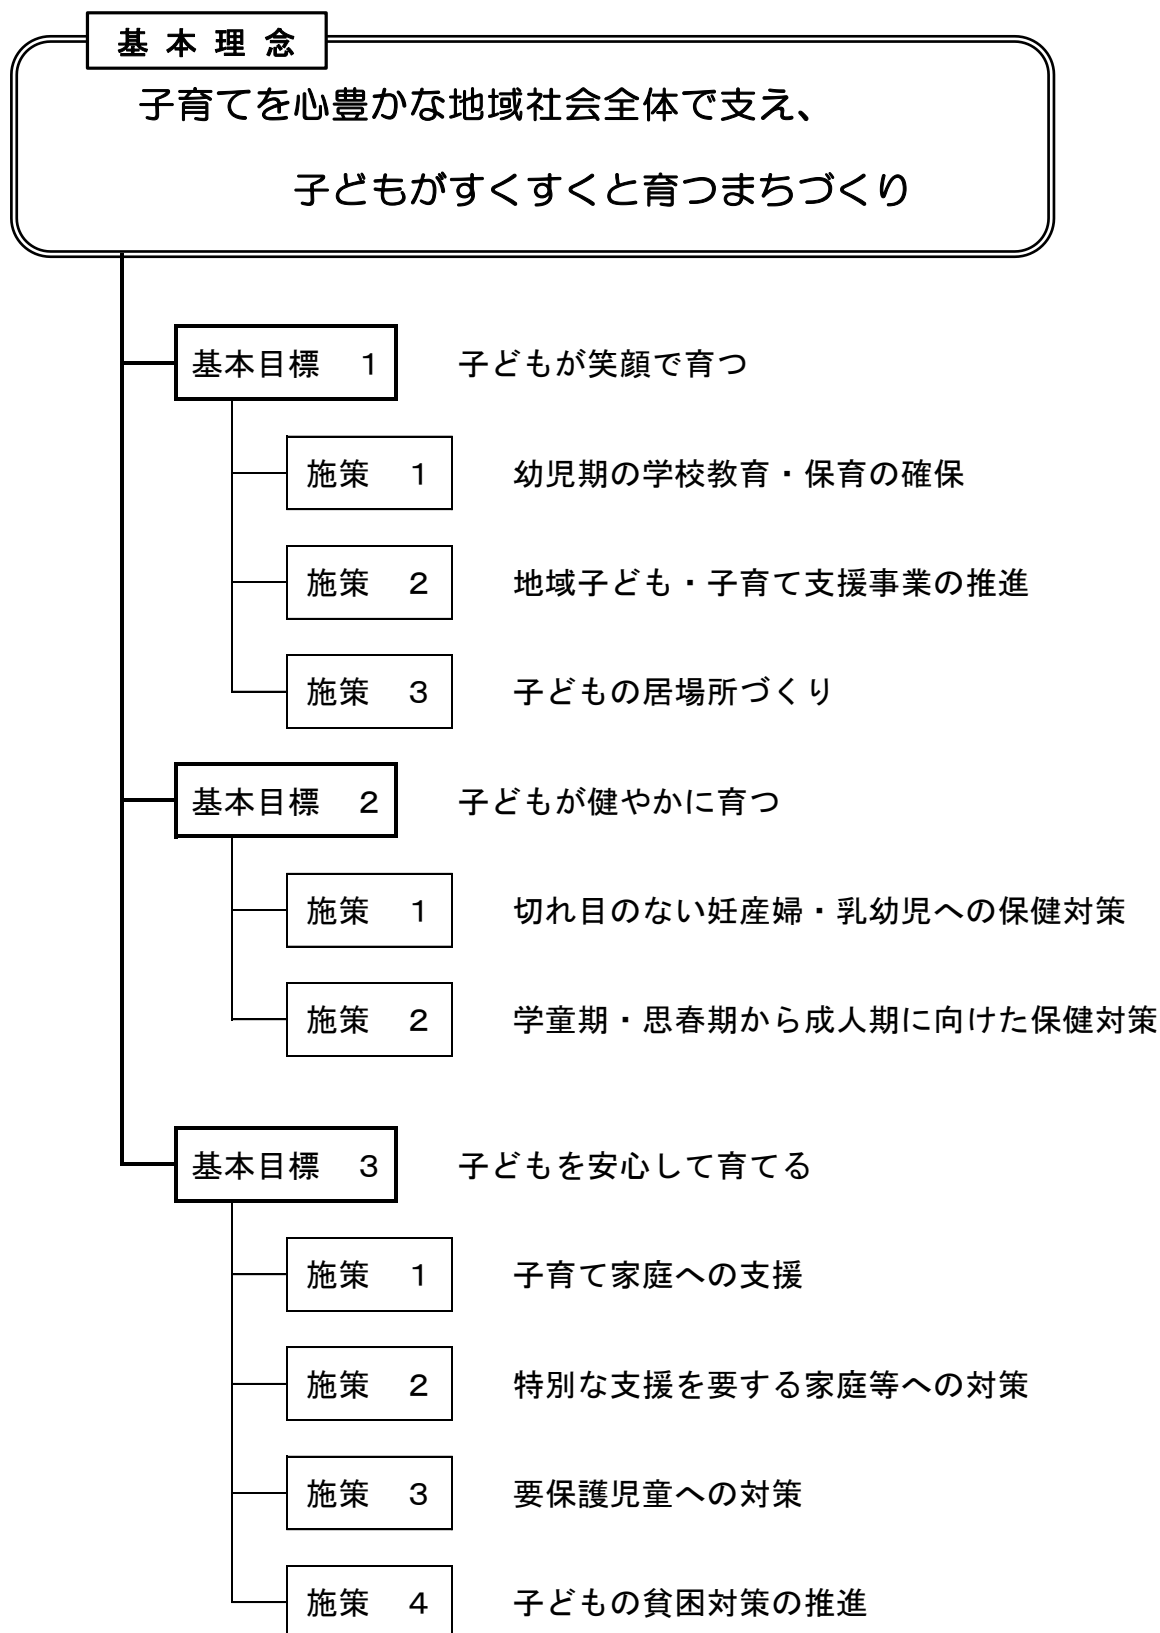 基本理念
子育てを心豊かな地域社会全体で支え、
子どもがすくすくと育つまちづくり
基本目標　１　子どもが笑顔で育つ
施策　１　幼児期の学校教育・保育の確保
施策　２　地域子ども・子育て支援事業の推進
施策　３　子どもの居場所づくり
基本目標　２　子どもが健やかに育つ
施策　１　切れ目のない妊産婦・乳幼児への保健対策
施策　２　学童期・思春期から成人期に向けた保健対策
基本目標　３　子どもを安心して育てる
施策　１　子育て家庭への支援
施策　２　特別な支援を要する家庭等への対策
施策　３　要保護児童への対策
施策　４　子どもの貧困対策の推進